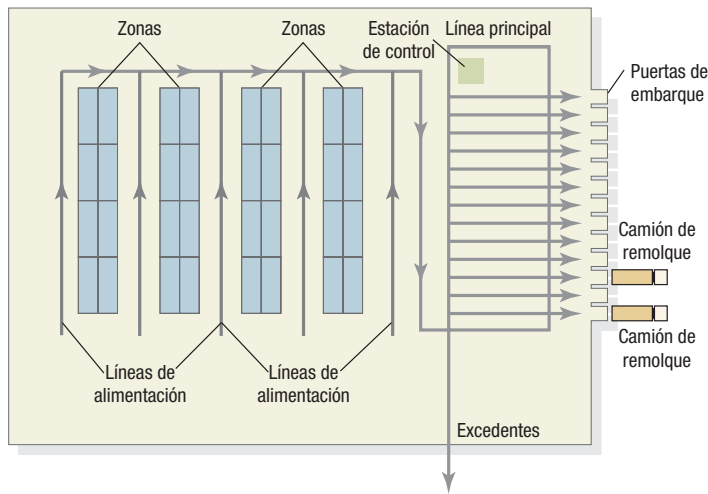 Zonas
Zonas
Estación
de control
Línea principal
Puertas de
embarque
Camión de
remolque
Camión de
remolque
Líneas de
alimentación
Líneas de
alimentación
Excedentes